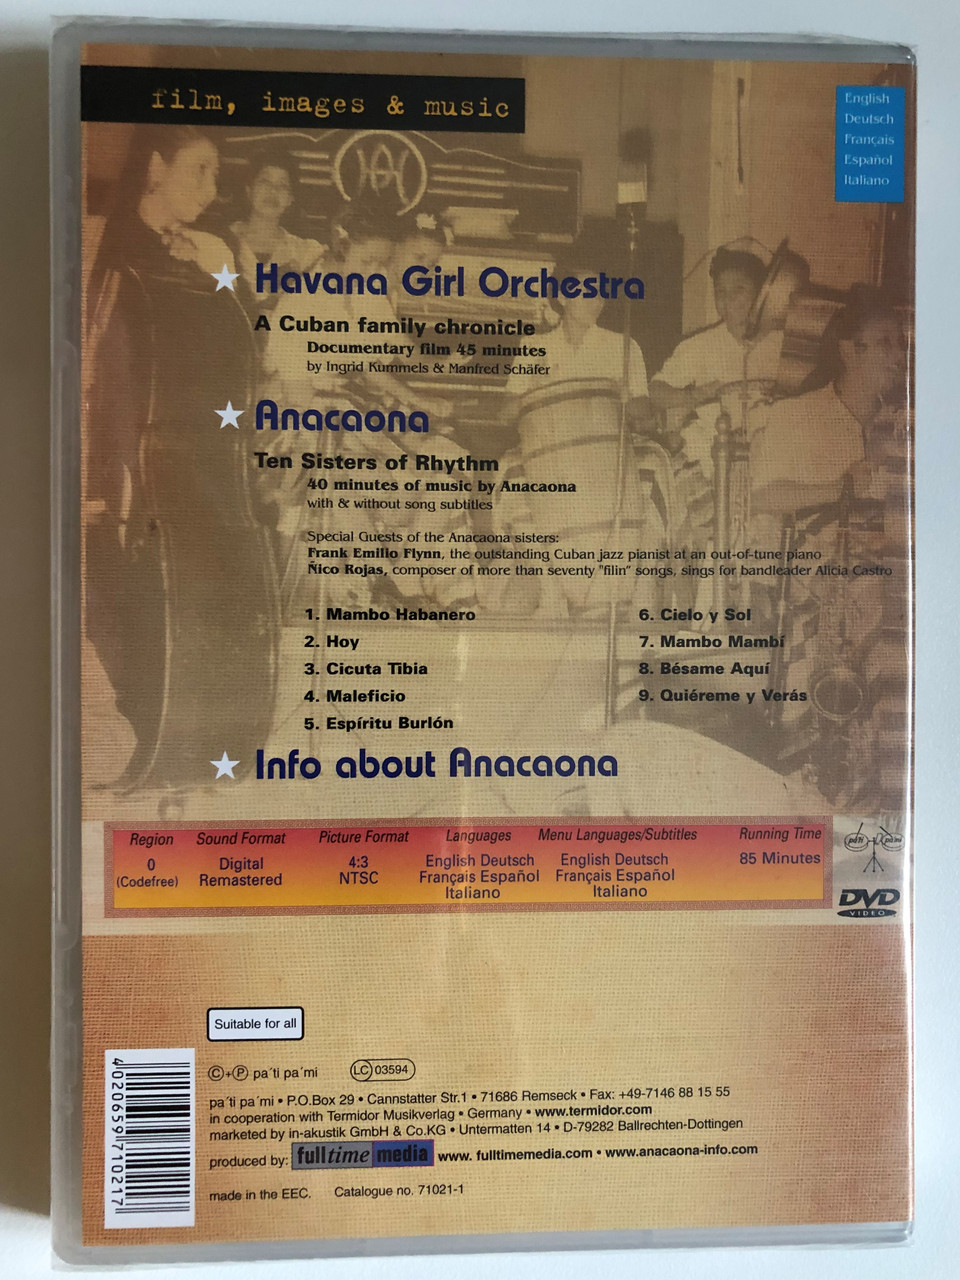 film, images & music
English
Deutsch
Français
Español
Italiano
Havana Girl Orchestra
A Cuban family chronicle
Documentary film 45 minutes
by Ingrid Kummels & Manfred Schäfer
Anacaona
Ten Sisters of Rhythm
40 minutes of music by Anacaona
with & without song subtitles
Special Guests of the Anacaona sisters:
Frank Emilio Flynn, the outstanding Cuban jazz pianist at an out-of-tune piano
Ñico Rojas, composer of more than seventy "filin" songs, sings for bandleader Alicia Castro
1. Mambo Habanero
2. Hoy
3. Cicuta Tibia
4. Maleficio
5. Espíritu Burlón
6. Cielo y Sol
7. Mambo Mambí
8. Bésame Aquí
9. Quiéreme y Verás
Info about Anacaona
Region
0
(Codefree)
Sound Format
Digital
Remastered
Picture Format
4:3
NTSC
Languages
English Deutsch
Français Español
Italiano
Menu Languages/Subtitles
English Deutsch
Français Español
Italiano
Running Time
85 Minutes
pa´ti pa´mi
DVD
VIDEO
Suitable for all
©+℗ pa´ti pa´mi
LC 03594
pa´ti pa´mi • P.O.Box 29 • Cannstatter Str.1 • 71686 Remseck • Fax: +49-7146 88 15 55
in cooperation with Termidor Musikverlag • Germany • www.termidor.com
marketed by in-akustik GmbH & Co.KG • Untermatten 14 • D-79282 Ballrechten-Dottingen
produced by: fulltime media www. fulltimemedia.com • www.anacaona-info.com
made in the EEC. Catalogue no. 71021-1
4020659710217